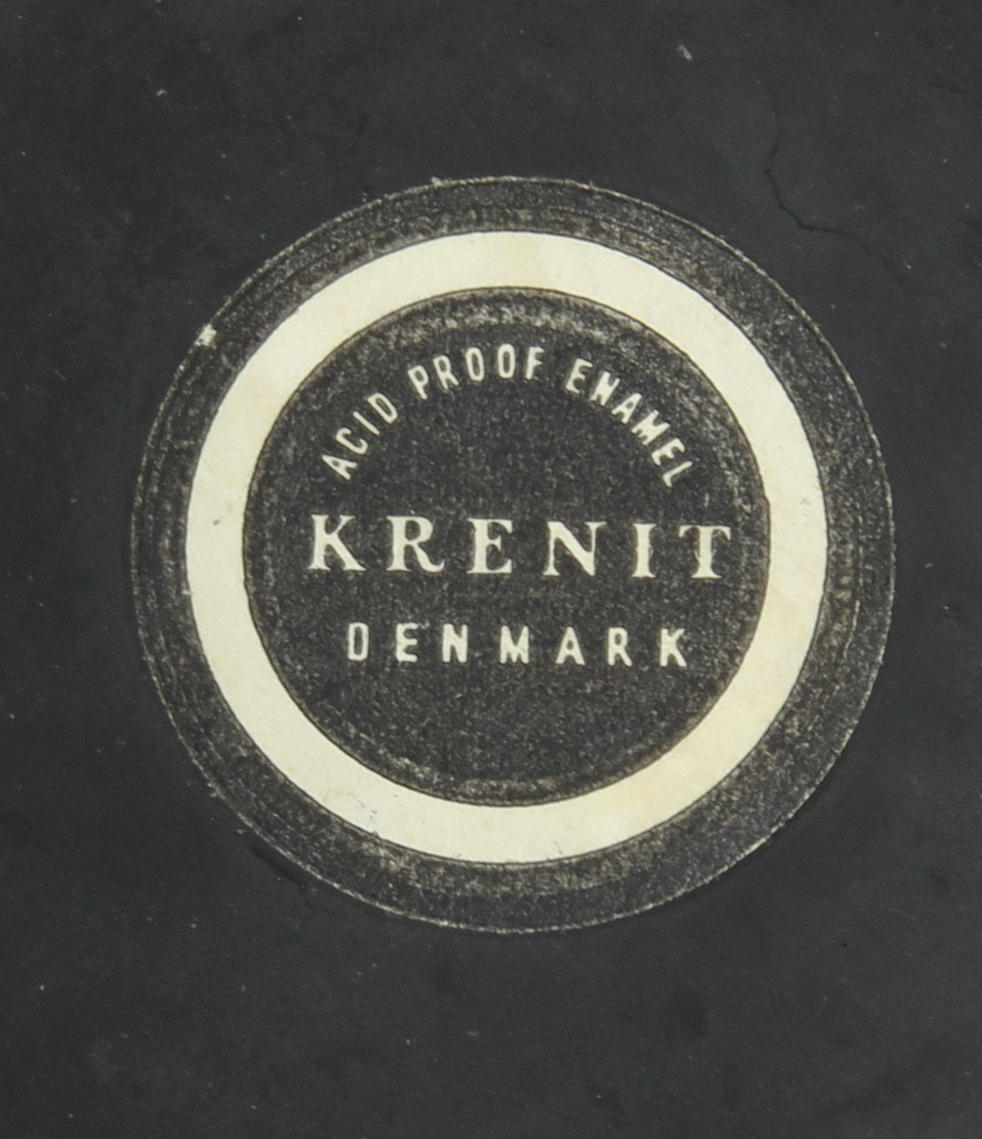 ACID PROOF ENAMEL
KRENIT
DENMARK